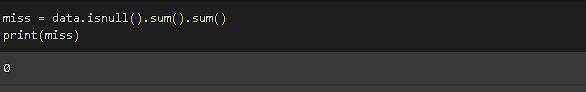 miss = data.isnull().sum().sum()
print(miss)
0